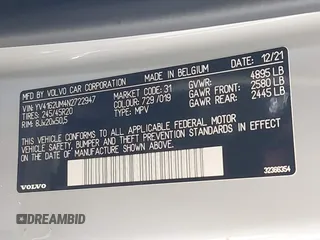 MFD. BY VOLVO CAR CORPORATION MADE IN BELGIUM 12/21
VIN: YV4162UM4N2722947 MARKET CODE: 31 GVWR: 4895 LB
TIRES: 245/45R20 COLOUR: 729 /019 GAWR FRONT: 2580 LB
RIM: 8Jx20x50,5 TYPE: MPV GAWR REAR: 2445 LB
THIS VEHICLE CONFORMS TO ALL APPLICABLE FEDERAL MOTOR
VEHICLE SAFETY, BUMPER AND THEFT PREVENTION STANDARDS
IN EFFECT ON THE DATE OF MANUFACTURE SHOWN ABOVE.
VOLVO 32366354
DREAMBID